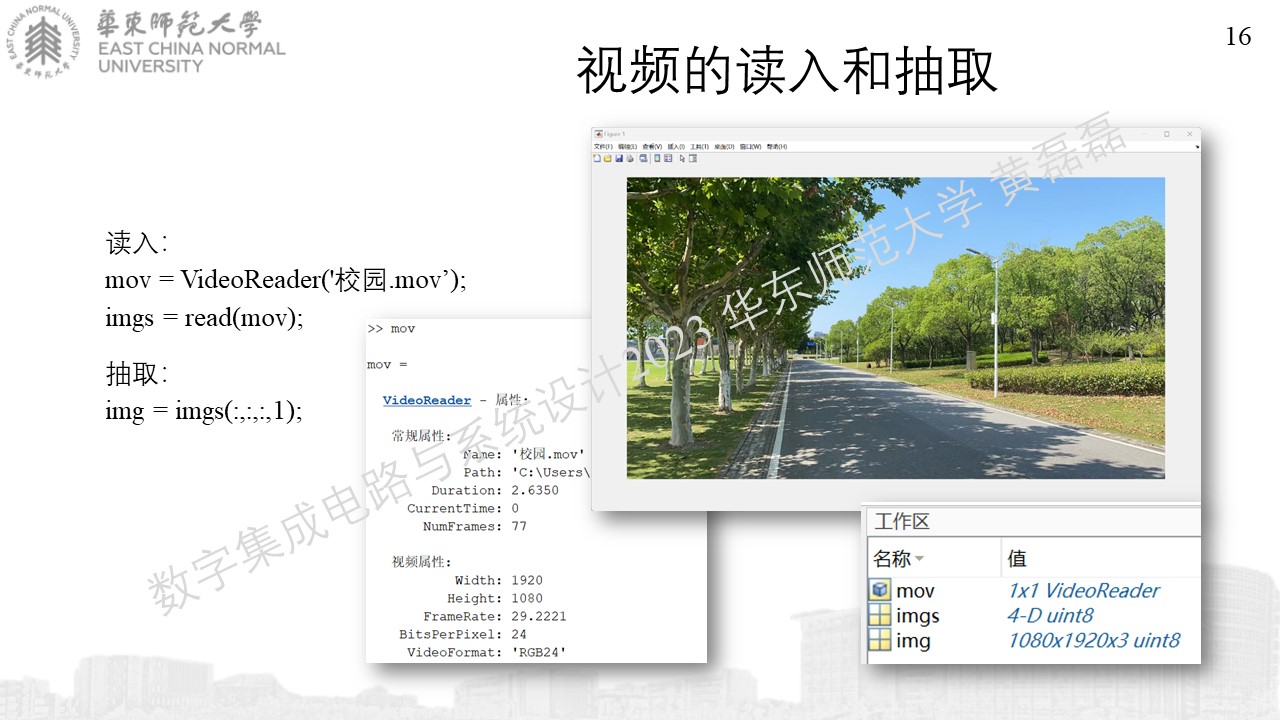 華東師範大學
EAST CHINA NORMAL
UNIVERSITY
16
视频的读入和抽取
读入:
mov = VideoReader('校园.mov’);
imgs = read(mov);
抽取:
img = imgs(:,:,:,1);
>> mov
mov =
VideoReader - 属性:
常规属性:
Name: '校园.mov'
Path: 'C:\Users\
Duration: 2.6350
CurrentTime: 0
NumFrames: 77
视频属性:
Width: 1920
Height: 1080
FrameRate: 29.2221
BitsPerPixel: 24
VideoFormat: 'RGB24'
Figure 1
文件(F) 编辑(E) 查看(V) 插入(I) 工具(T) 桌面(D) 窗口(W) 帮助(H)
工作区
名称 值
mov 1x1 VideoReader
imgs 4-D uint8
img 1080x1920x3 uint8
数字集成电路与系统设计2023 华东师范大学 黄磊磊